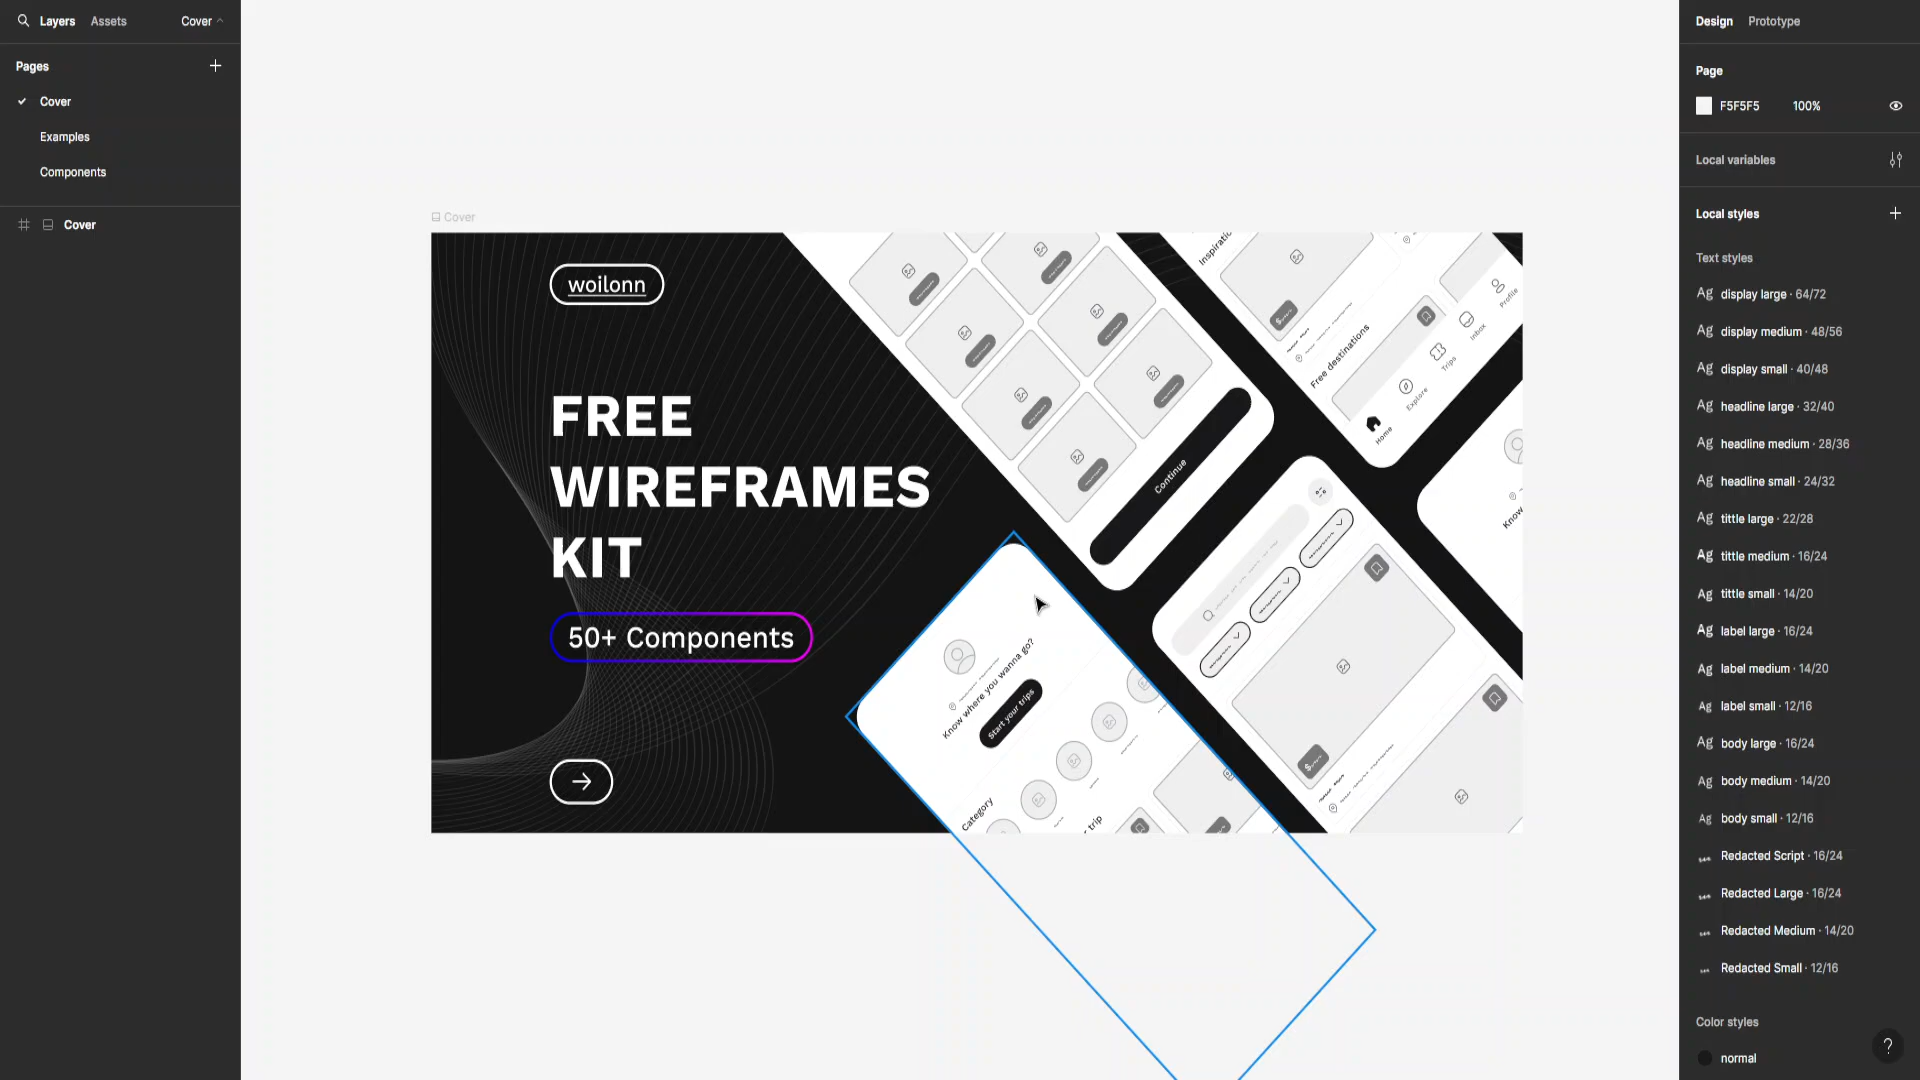 Layers
Assets
Cover
Pages
Cover
Examples
Components
Cover
Cover
woilonn
FREE
WIREFRAMES
KIT
50+ Components
Continue
Free destinations
Home
Explore
Trips
Inbox
Profile
Know where you wanna go?
Start your trips
Category
r trip
Know
Design
Prototype
Page
F5F5F5
100%
Local variables
Local styles
Text styles
Ag display large · 64/72
Ag display medium · 48/56
Ag display small · 40/48
Ag headline large · 32/40
Ag headline medium · 28/36
Ag headline small · 24/32
Ag tittle large · 22/28
Ag tittle medium · 16/24
Ag tittle small · 14/20
Ag label large · 16/24
Ag label medium · 14/20
Ag label small · 12/16
Ag body large · 16/24
Ag body medium · 14/20
Ag body small · 12/16
Redacted Script · 16/24
Redacted Large · 16/24
Redacted Medium · 14/20
Redacted Small · 12/16
Color styles
normal
?